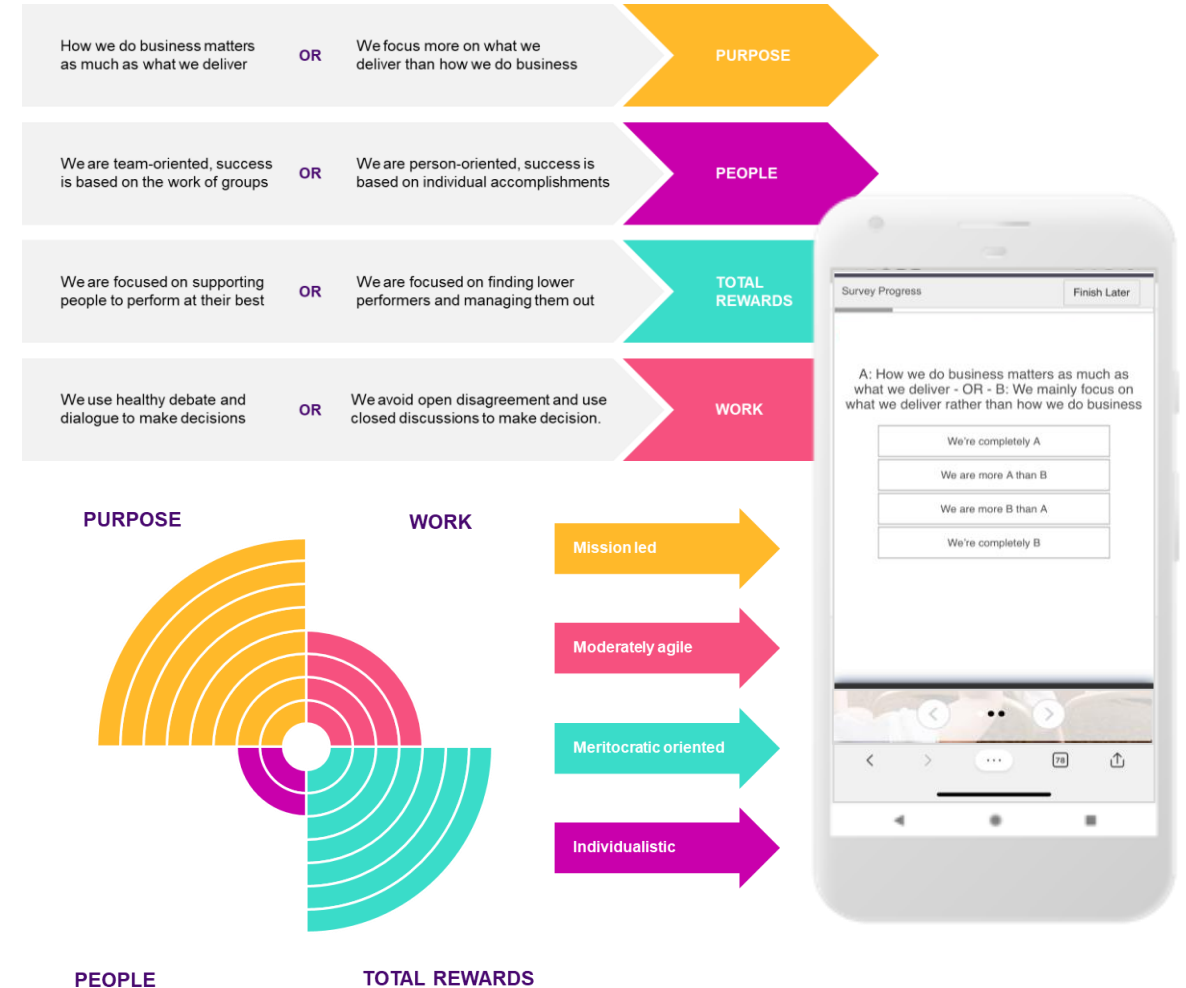 How we do business matters
as much as what we deliver
OR
We focus more on what we
deliver than how we do business
PURPOSE
We are team-oriented, success
is based on the work of groups
OR
We are person-oriented, success is
based on individual accomplishments
PEOPLE
We are focused on supporting
people to perform at their best
OR
We are focused on finding lower
performers and managing them out
TOTAL
REWARDS
We use healthy debate and
dialogue to make decisions
OR
We avoid open disagreement and use
closed discussions to make decision.
WORK
Survey Progress
Finish Later
A: How we do business matters as much as
what we deliver - OR - B: We mainly focus on
what we deliver rather than how we do business
We're completely A
We are more A than B
We are more B than A
We're completely B
78
PURPOSE
WORK
PEOPLE
TOTAL REWARDS
Mission led
Moderately agile
Meritocratic oriented
Individualistic